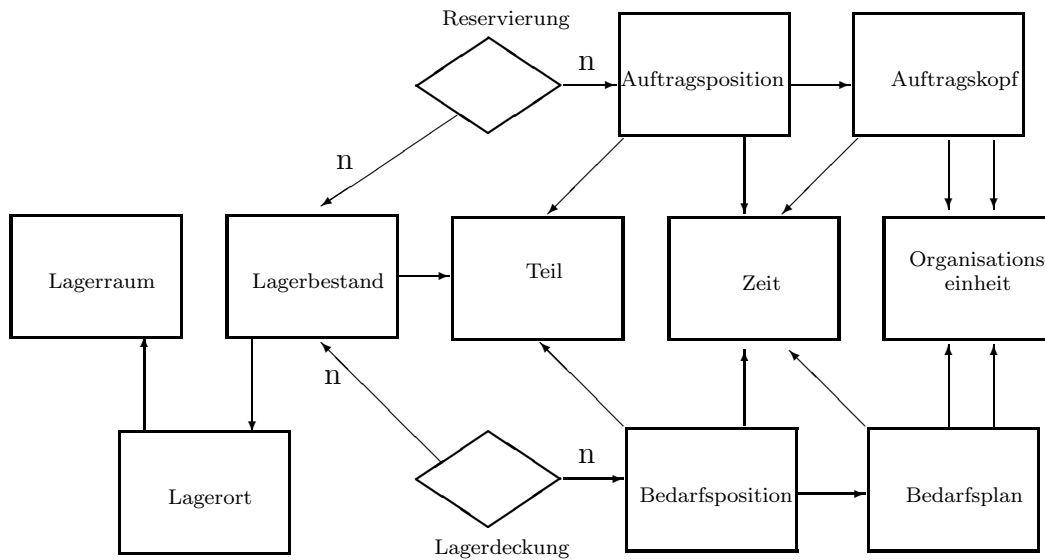 Reservierung
n
Auftragsposition
Auftragskopf
n
Lagerraum
Lagerbestand
Teil
Zeit
Organisations
einheit
n
Lagerort
n
Bedarfsposition
Bedarfsplan
Lagerdeckung